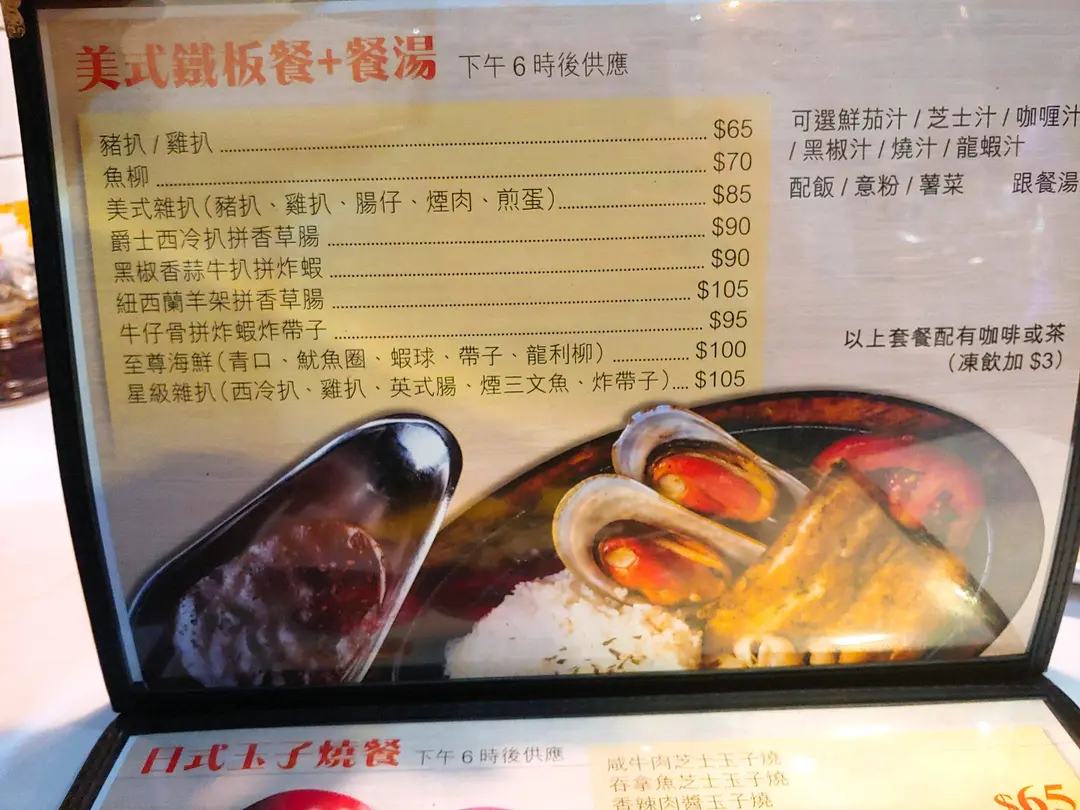 美式鐵板餐+餐湯 下午6時後供應
豬扒 / 雞扒 $65
魚柳 $70
美式雜扒(豬扒、雞扒、腸仔、煙肉、煎蛋) $85
爵士西冷扒拼香草腸 $90
黑椒香蒜牛扒拼炸蝦 $90
紐西蘭羊架拼香草腸 $105
牛仔骨拼炸蝦炸帶子 $95
至尊海鮮(青口、魷魚圈、蝦球、帶子、龍利柳) $100
星級雜扒(西冷扒、雞扒、英式腸、煙三文魚、炸帶子) $105
可選鮮茄汁 / 芝士汁 / 咖喱汁
/ 黑椒汁 / 燒汁 / 龍蝦汁
配飯 / 意粉 / 薯菜 跟餐湯
以上套餐配有咖啡或茶
(凍飲加 $3)
日式玉子燒餐 下午6時後供應
咸牛肉芝士玉子燒
吞拿魚芝士玉子燒
香辣肉醬玉子燒
$65